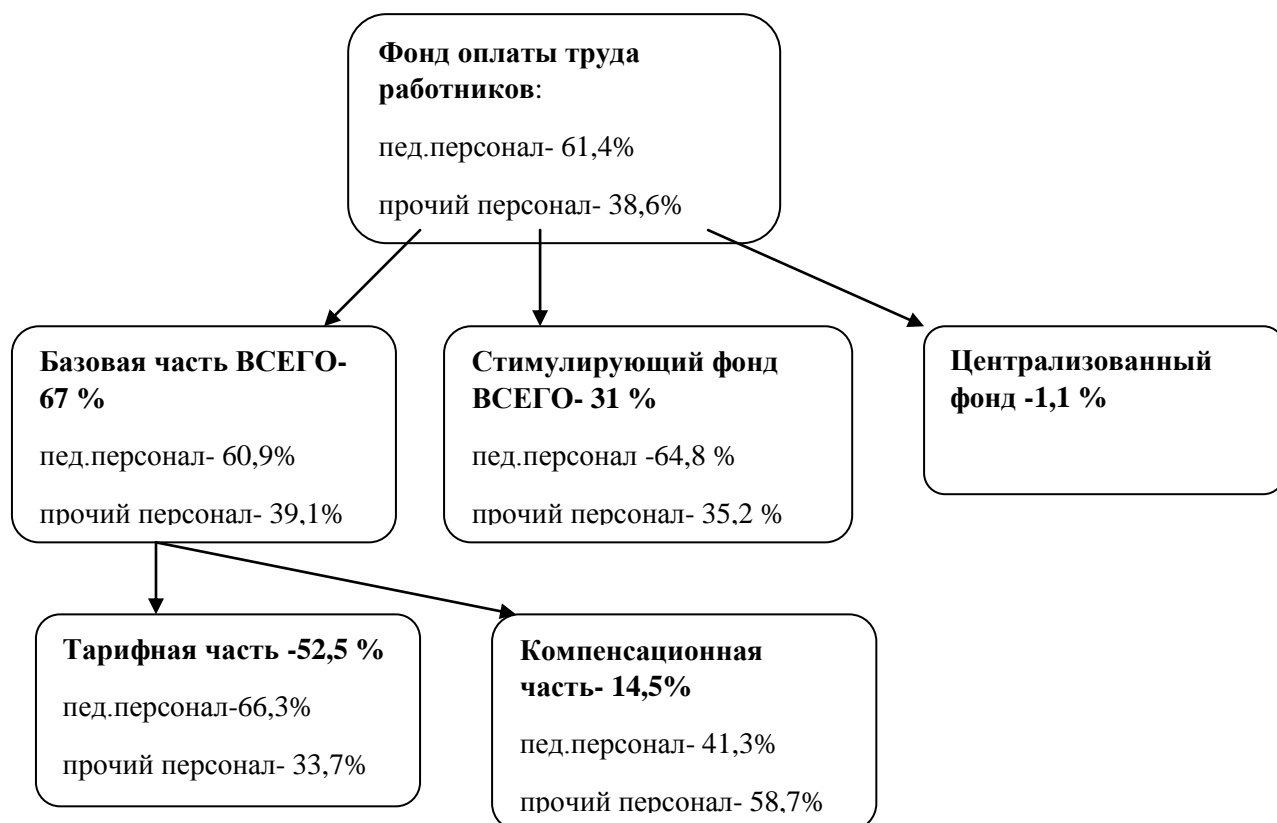 Фонд оплаты труда
работников:
пед.персонал- 61,4%
прочий персонал- 38,6%
Базовая часть ВСЕГО-
67 %
пед.персонал- 60,9%
прочий персонал- 39,1%
Стимулирующий фонд
ВСЕГО- 31 %
пед.персонал -64,8 %
прочий персонал- 35,2 %
Централизованный
фонд -1,1 %
Тарифная часть -52,5 %
пед.персонал-66,3%
прочий персонал- 33,7%
Компенсационная
часть- 14,5%
пед.персонал- 41,3%
прочий персонал- 58,7%